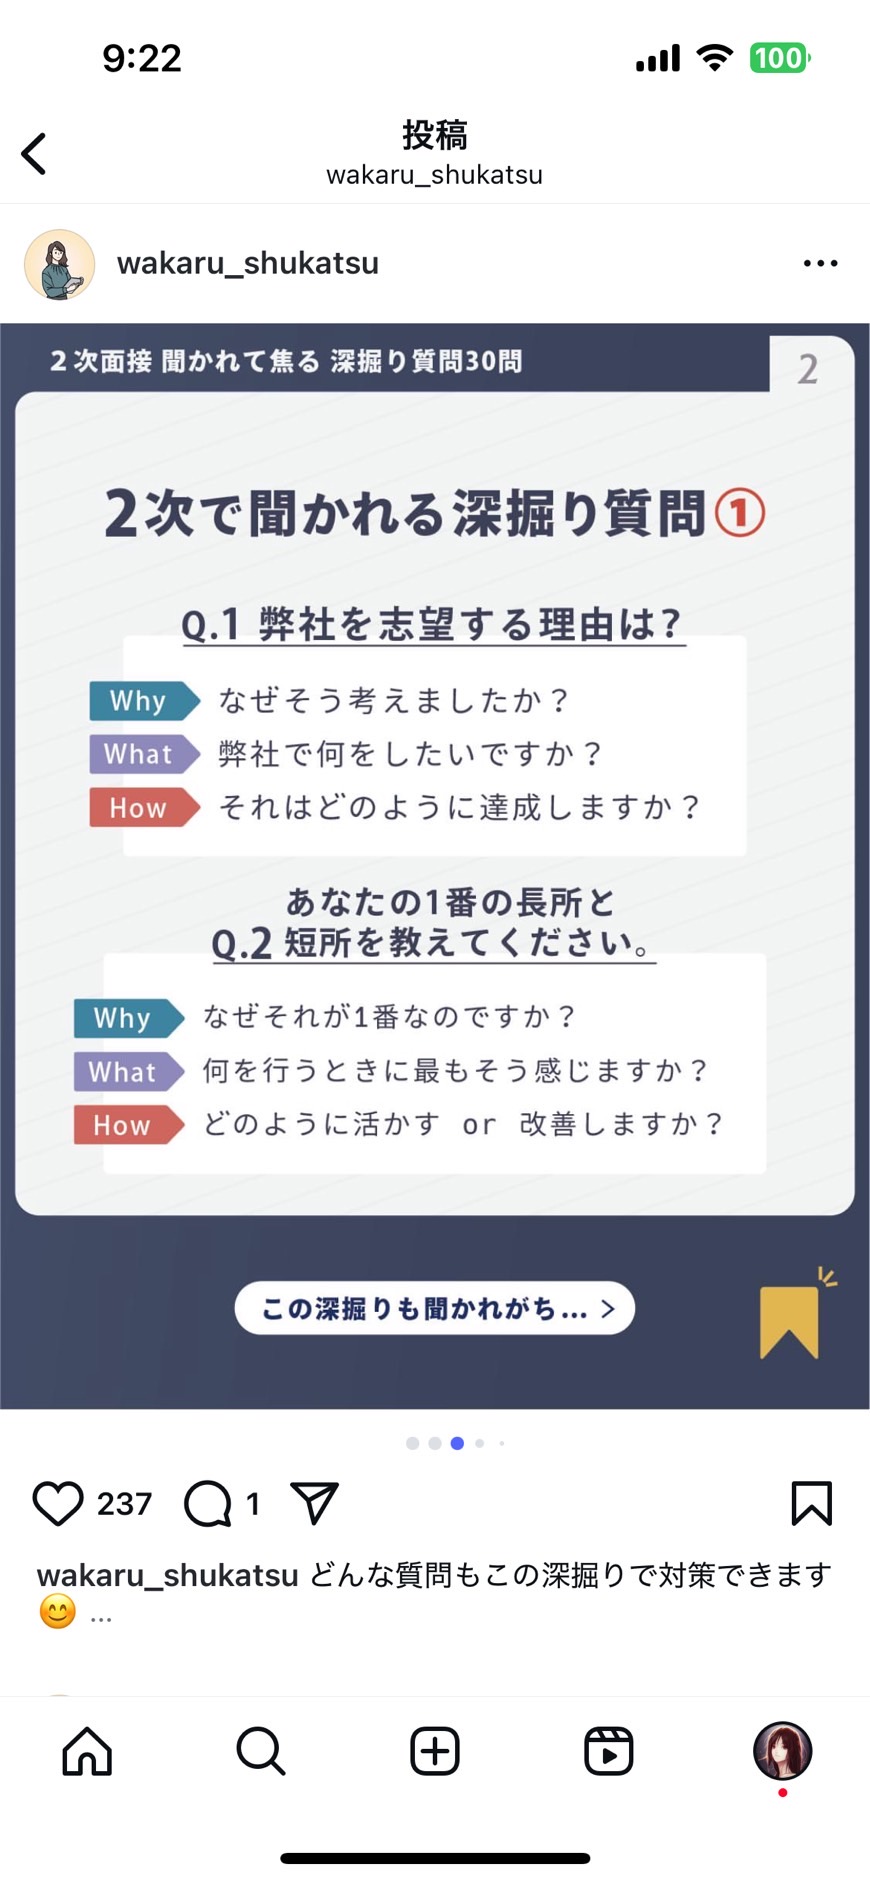 9:22
100
投稿
wakaru_shukatsu
wakaru_shukatsu
２次面接 聞かれて焦る 深掘り質問30問
2
2次で聞かれる深掘り質問①
Q.1 弊社を志望する理由は?
Why なぜそう考えましたか？
What 弊社で何をしたいですか？
How それはどのように達成しますか？
あなたの1番の長所と
Q.2 短所を教えてください。
Why なぜそれが1番なのですか？
What 何を行うときに最もそう感じますか？
How どのように活かす or 改善しますか？
この深掘りも聞かれがち… >
237
1
wakaru_shukatsu どんな質問もこの深掘りで対策できます
😊 ...